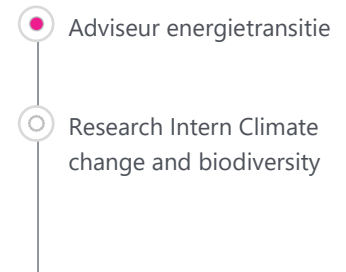 Adviseur energietransitie
Research Intern Climate
change and biodiversity